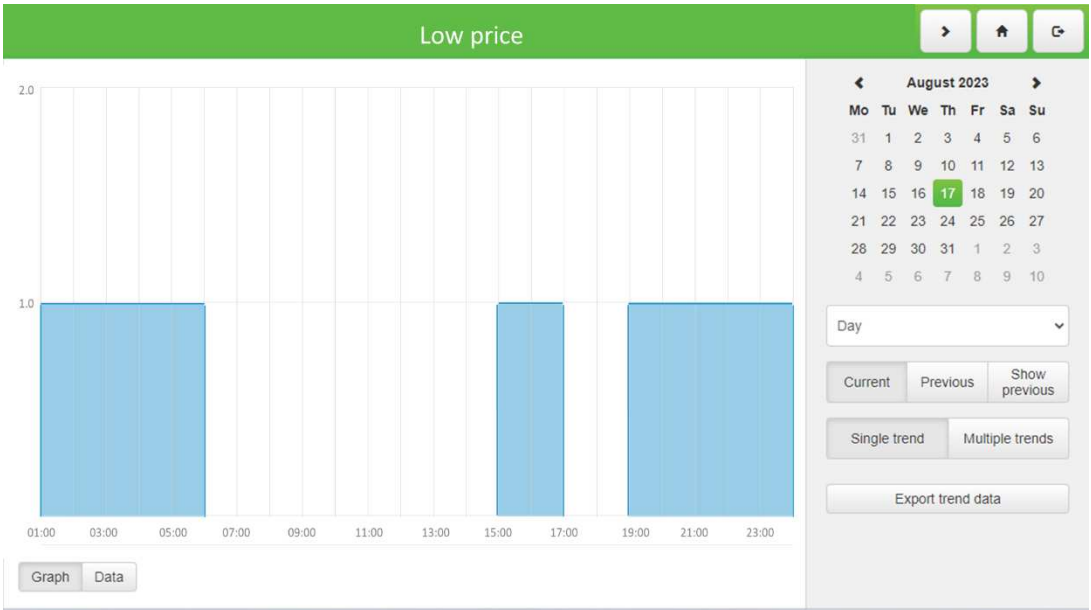 Low price
2.0
1.0
01:00 03:00 05:00 07:00 09:00 11:00 13:00 15:00 17:00 19:00 21:00 23:00
Graph Data
August 2023
Mo Tu We Th Fr Sa Su
31 1 2 3 4 5 6
7 8 9 10 11 12 13
14 15 16 17 18 19 20
21 22 23 24 25 26 27
28 29 30 31 1 2 3
4 5 6 7 8 9 10
Day
Current Previous Show previous
Single trend Multiple trends
Export trend data